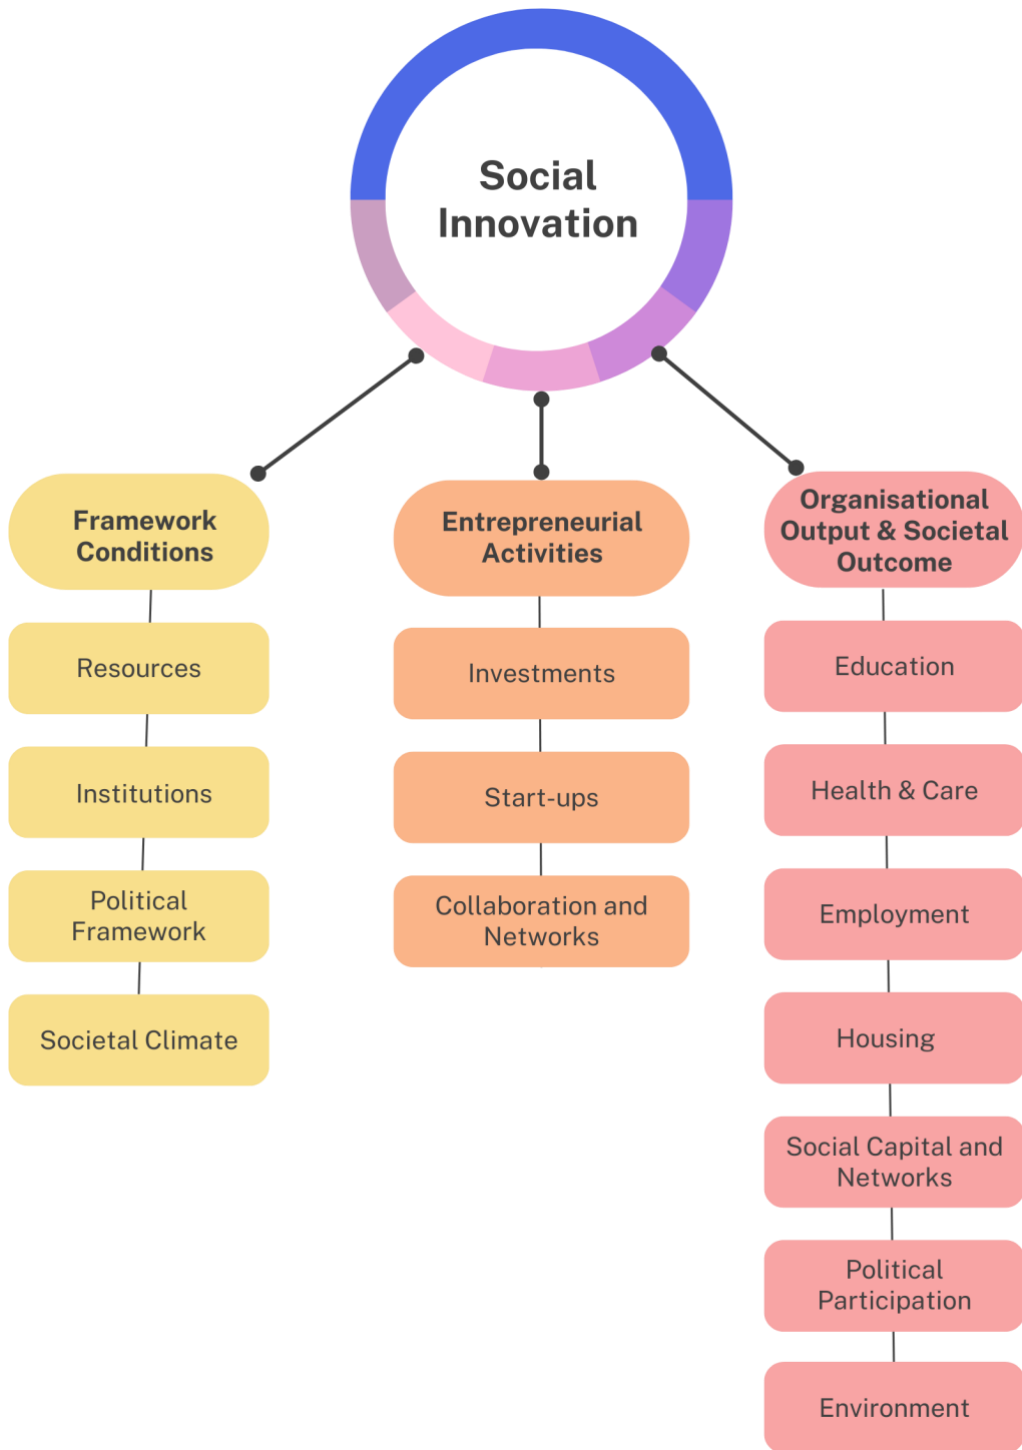 Social
Innovation
Framework
Conditions
Resources
Institutions
Political
Framework
Societal Climate
Entrepreneurial
Activities
Investments
Start-ups
Collaboration and
Networks
Organisational
Output & Societal
Outcome
Education
Health & Care
Employment
Housing
Social Capital and
Networks
Political
Participation
Environment